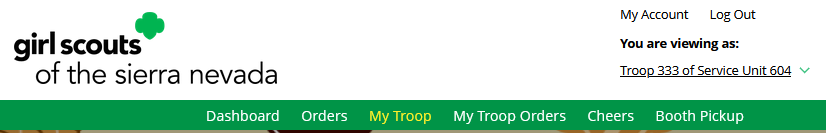 My Account Log Out
girl scouts
of the sierra nevada
You are viewing as:
Troop 333 of Service Unit 604
Dashboard Orders My Troop My Troop Orders Cheers Booth Pickup